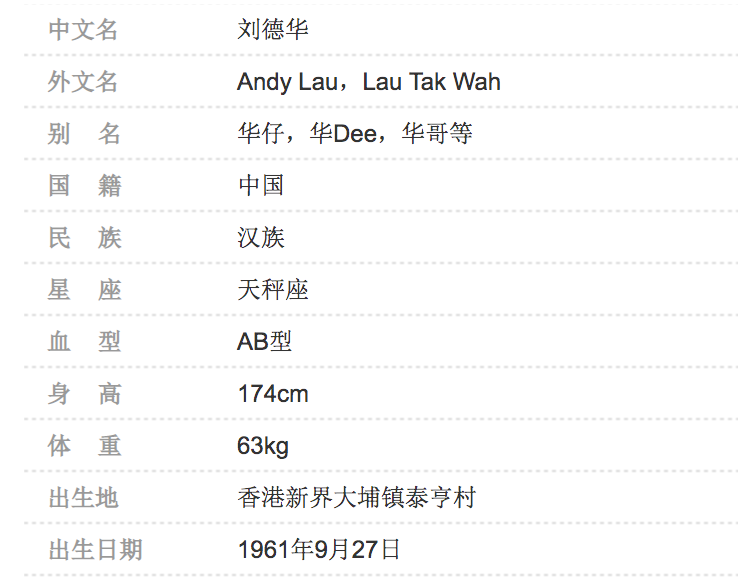 中文名 刘德华
外文名 Andy Lau，Lau Tak Wah
别 名 华仔，华Dee，华哥等
国 籍 中国
民 族 汉族
星 座 天秤座
血 型 AB型
身 高 174cm
体 重 63kg
出生地 香港新界大埔镇泰亨村
出生日期 1961年9月27日